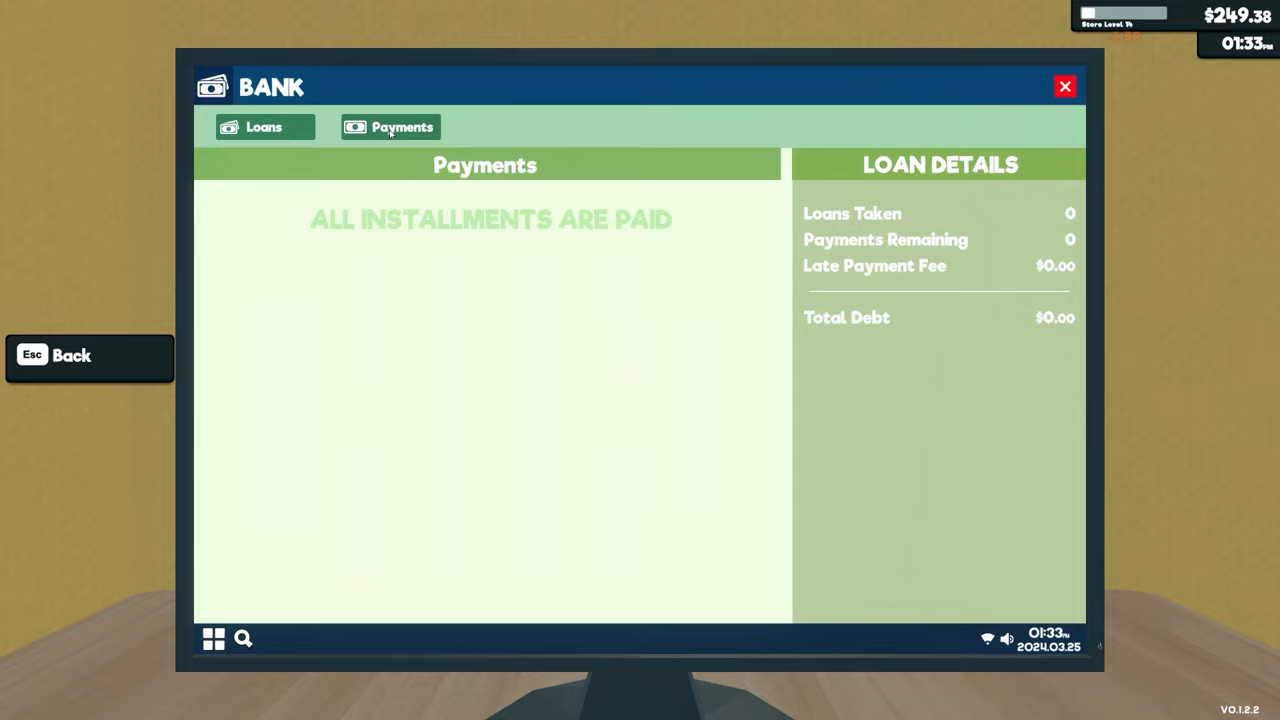 $249.38
Store Level 14
01:33PM
BANK
Loans
Payments
Payments
LOAN DETAILS
ALL INSTALLMENTS ARE PAID
Loans Taken 0
Payments Remaining 0
Late Payment Fee $0.00
Total Debt $0.00
Esc Back
01:33PM
2024.03.25
V0.1.2.2